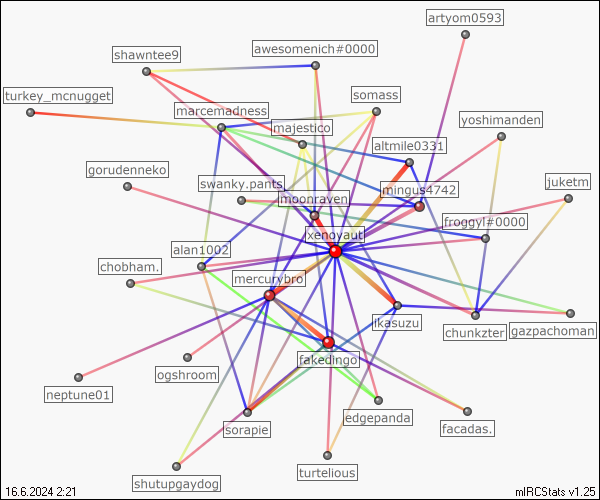 artyom0593
awesomenich#0000
shawntee9
turkey_mcnugget
somass
marcemadness
majestico
yoshimanden
altmile0331
gorudenneko
swanky.pants
mingus4742
juketm
moonraven
froggyl#0000
xenoyaut
alan1002
chobham.
mercurybro
ikasuzu
chunkzter
gazpachoman
fakedingo
ogshroom
neptune01
edgepanda
sorapie
facadas.
turtelious
shutupgaydog
16.6.2024 2:21
mIRCStats v1.25